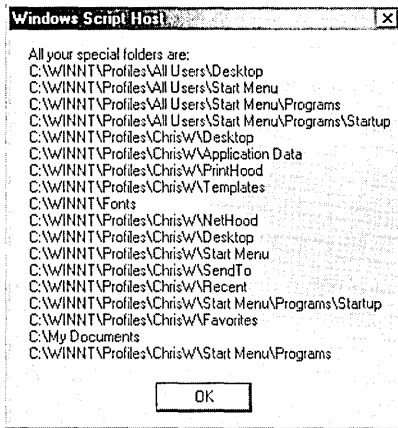 Windows Script Host
All your special folders are:
C:\WINNT\Profiles\All Users\Desktop
C:\WINNT\Profiles\All Users\Start Menu
C:\WINNT\Profiles\All Users\Start Menu\Programs
C:\WINNT\Profiles\All Users\Start Menu\Programs\Startup
C:\WINNT\Profiles\ChrisW\Desktop
C:\WINNT\Profiles\ChrisW\Application Data
C:\WINNT\Profiles\ChrisW\PrintHood
C:\WINNT\Profiles\ChrisW\Templates
C:\WINNT\Fonts
C:\WINNT\Profiles\ChrisW\NetHood
C:\WINNT\Profiles\ChrisW\Desktop
C:\WINNT\Profiles\ChrisW\Start Menu
C:\WINNT\Profiles\ChrisW\SendTo
C:\WINNT\Profiles\ChrisW\Recent
C:\WINNT\Profiles\ChrisW\Start Menu\Programs\Startup
C:\WINNT\Profiles\ChrisW\Favorites
C:\My Documents
C:\WINNT\Profiles\ChrisW\Start Menu\Programs
OK